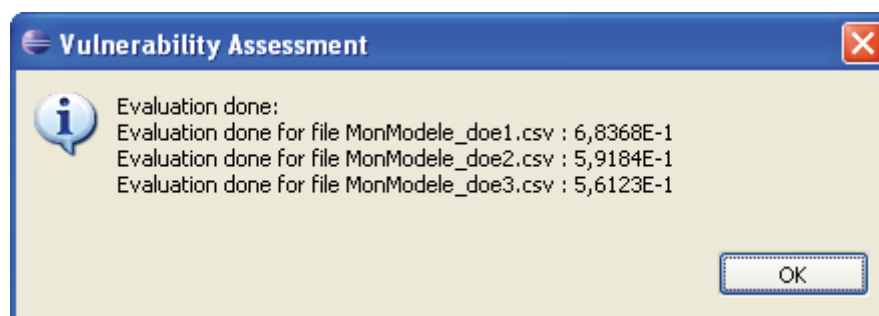 Vulnerability Assessment
Evaluation done:
Evaluation done for file MonModele_doe1.csv : 6,8368E-1
Evaluation done for file MonModele_doe2.csv : 5,9184E-1
Evaluation done for file MonModele_doe3.csv : 5,6123E-1
OK